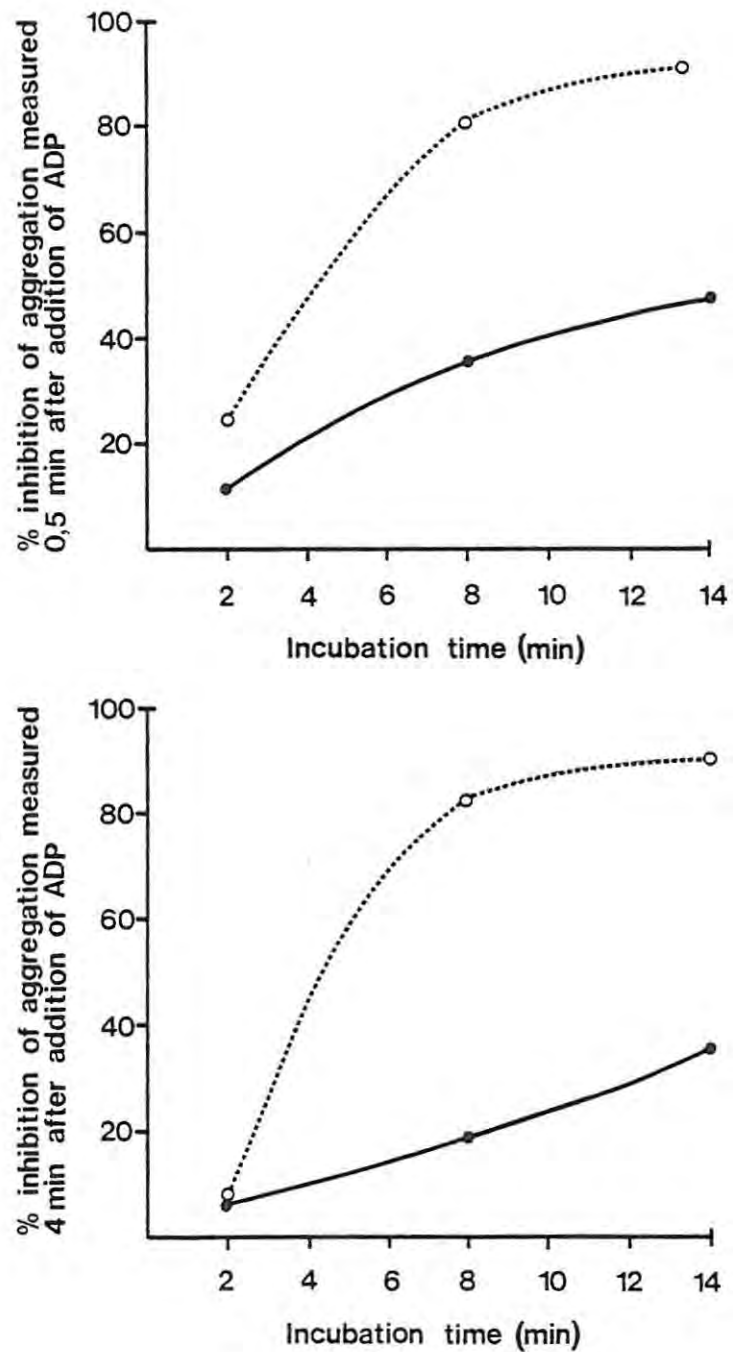 % inhibition of aggregation measured
0,5 min after addition of ADP
100
80
60
40
20
2 4 6 8 10 12 14
Incubation time (min)
% inhibition of aggregation measured
4 min after addition of ADP
100
80
60
40
20
2 4 6 8 10 12 14
Incubation time (min)